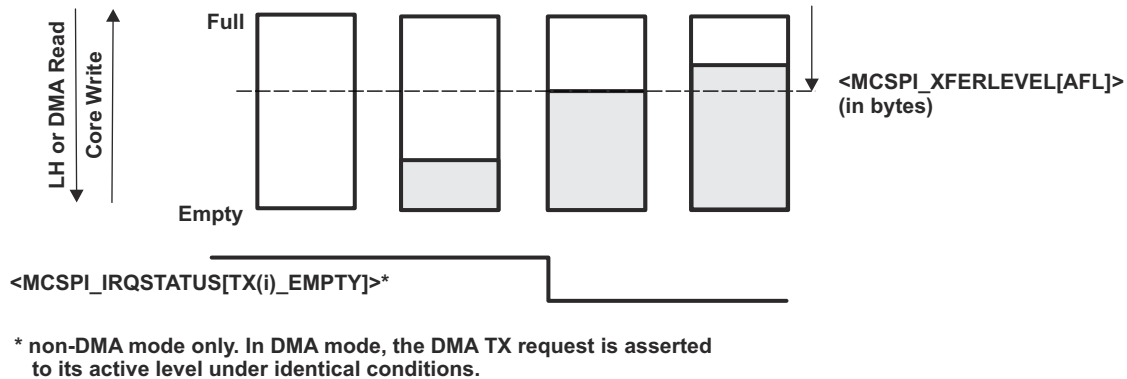 LH or DMA Read
Core Write
Full
<MCSPI_XFERLEVEL[AFL]>
(in bytes)
Empty
<MCSPI_IRQSTATUS[TX(i)_EMPTY]>*
* non-DMA mode only. In DMA mode, the DMA TX request is asserted
to its active level under identical conditions.